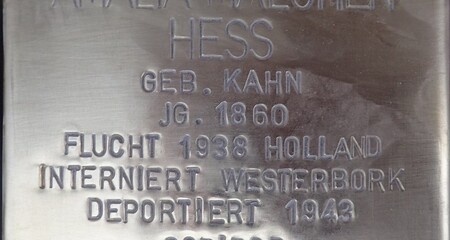 HESS
GEB. KAHN
JG. 1860
FLUCHT 1938 HOLLAND
INTERNIERT WESTERBORK
DEPORTIERT 1943